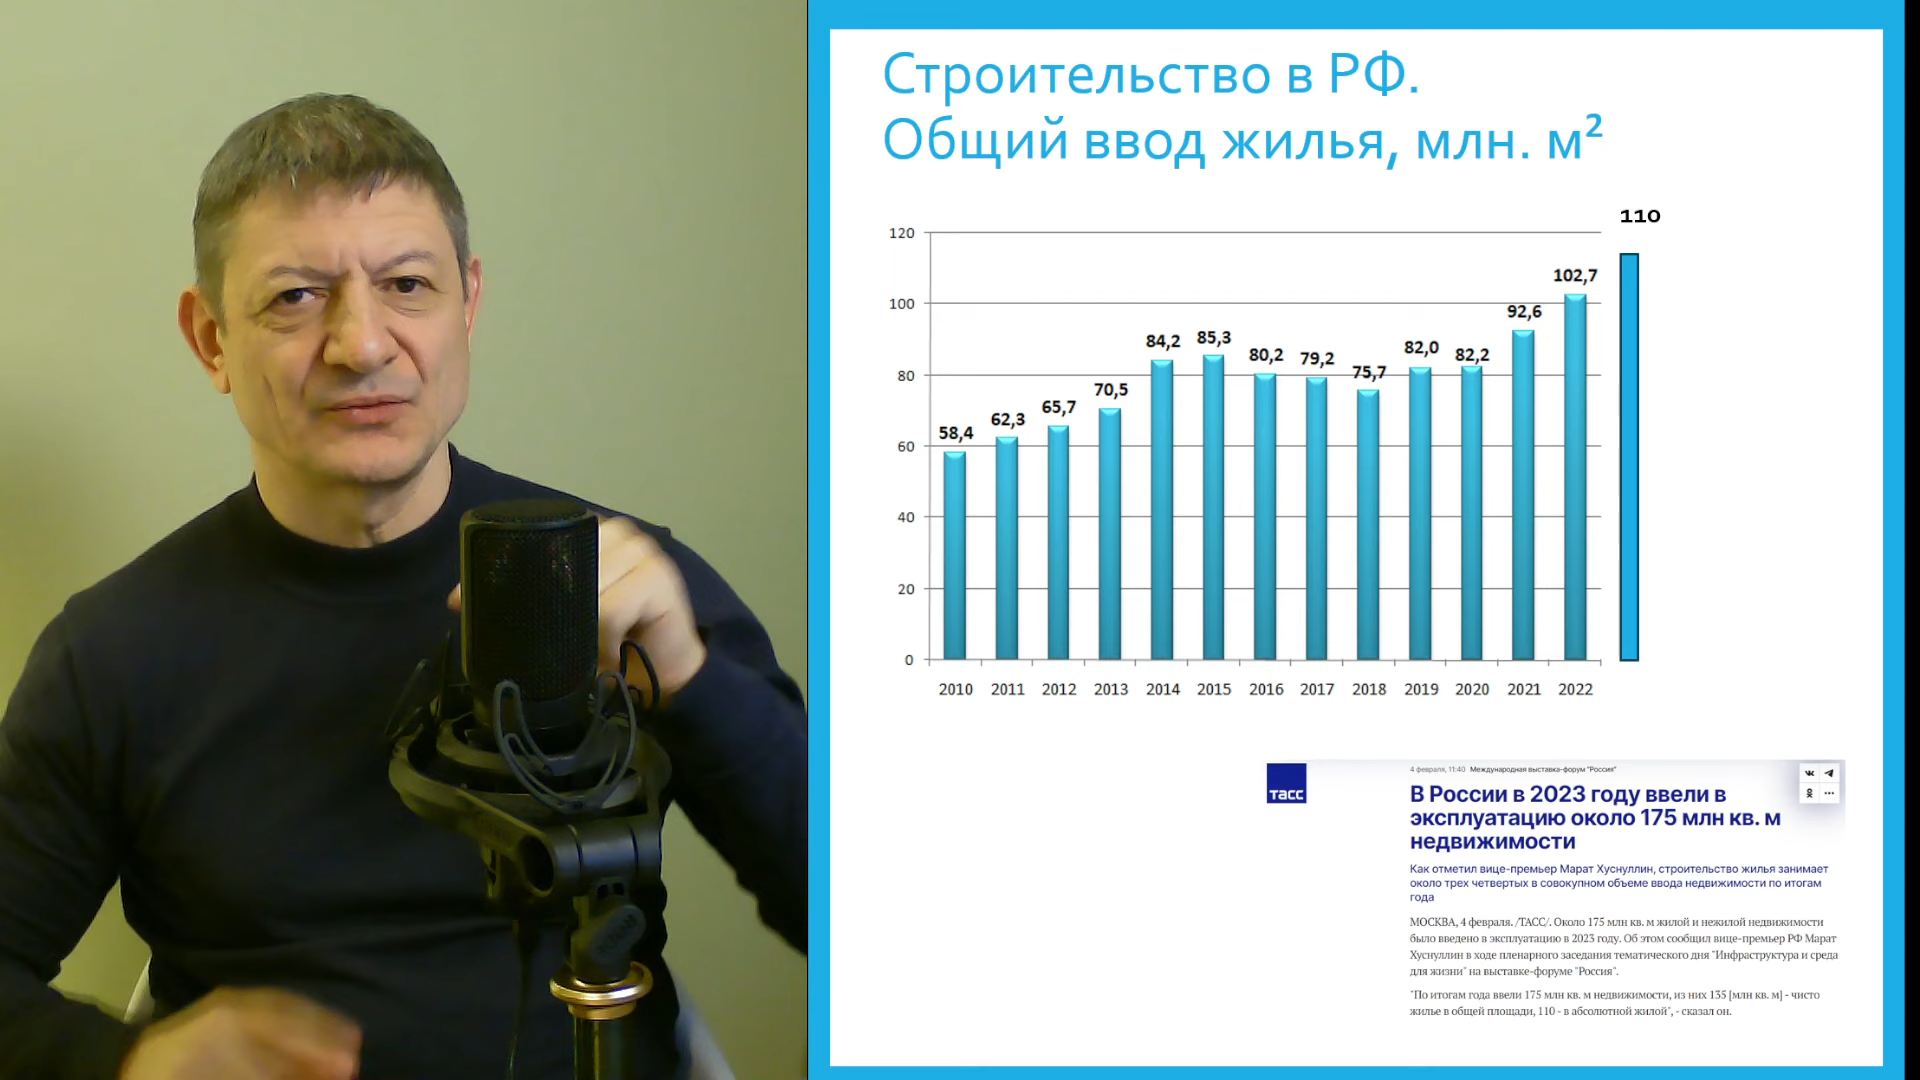 Строительство в РФ.
Общий ввод жилья, млн. м²
110
120
100
80
60
40
20
0
58,4
62,3
65,7
70,5
84,2
85,3
80,2
79,2
75,7
82,0
82,2
92,6
102,7
2010 2011 2012 2013 2014 2015 2016 2017 2018 2019 2020 2021 2022
тасс
4 февраля, 11:40 Международная выставка-форум "Россия"
В России в 2023 году ввели в
эксплуатацию около 175 млн кв. м
недвижимости
Как отметил вице-премьер Марат Хуснуллин, строительство жилья занимает
около трех четвертых в совокупном объеме ввода недвижимости по итогам
года
МОСКВА, 4 февраля. /ТАСС/. Около 175 млн кв. м жилой и нежилой недвижимости
было введено в эксплуатацию в 2023 году. Об этом сообщил вице-премьер РФ Марат
Хуснуллин в ходе пленарного заседания тематического дня "Инфраструктура и среда
для жизни" на выставке-форуме "Россия".
"По итогам года ввели 175 млн кв. м недвижимости, из них 135 [млн кв. м] - чисто
жилье в общей площади, 110 - в абсолютной жилой", - сказал он.